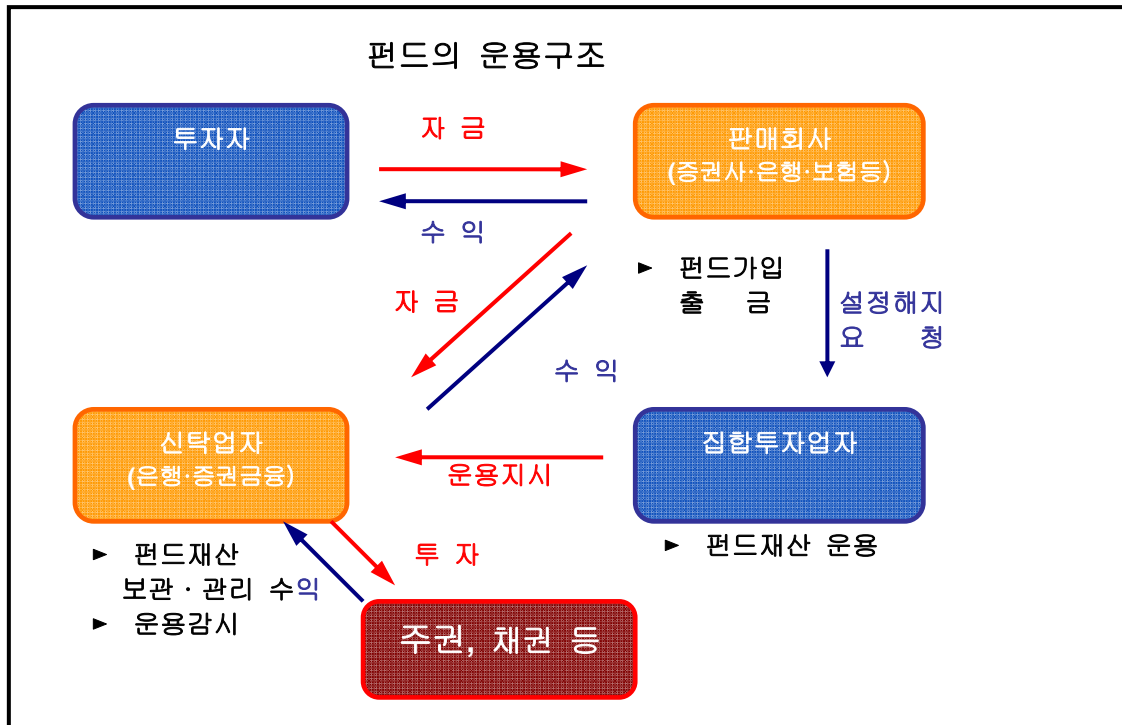 펀드의 운용구조
투자자
자 금
수 익
판매회사
(증권사·은행·보험등)
► 펀드가입
출 금
설정해지
요 청
자 금
수 익
신탁업자
(은행·증권금융)
운용지시
집합투자업자
► 펀드재산 운용
► 펀드재산
보관·관리 수익
► 운용감시
투 자
주권, 채권 등